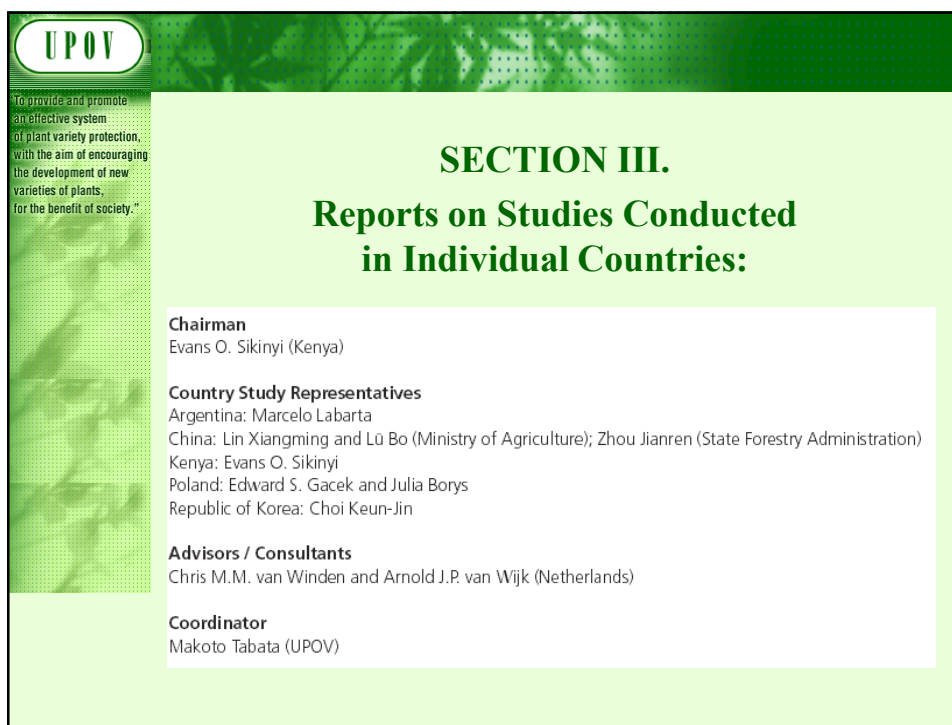 UPOV
"To provide and promote
an effective system
of plant variety protection,
with the aim of encouraging
the development of new
varieties of plants,
for the benefit of society."
SECTION III.
Reports on Studies Conducted
in Individual Countries:
Chairman
Evans O. Sikinyi (Kenya)
Country Study Representatives
Argentina: Marcelo Labarta
China: Lin Xiangming and Lü Bo (Ministry of Agriculture); Zhou Jianren (State Forestry Administration)
Kenya: Evans O. Sikinyi
Poland: Edward S. Gacek and Julia Borys
Republic of Korea: Choi Keun-Jin
Advisors / Consultants
Chris M.M. van Winden and Arnold J.P. van Wijk (Netherlands)
Coordinator
Makoto Tabata (UPOV)